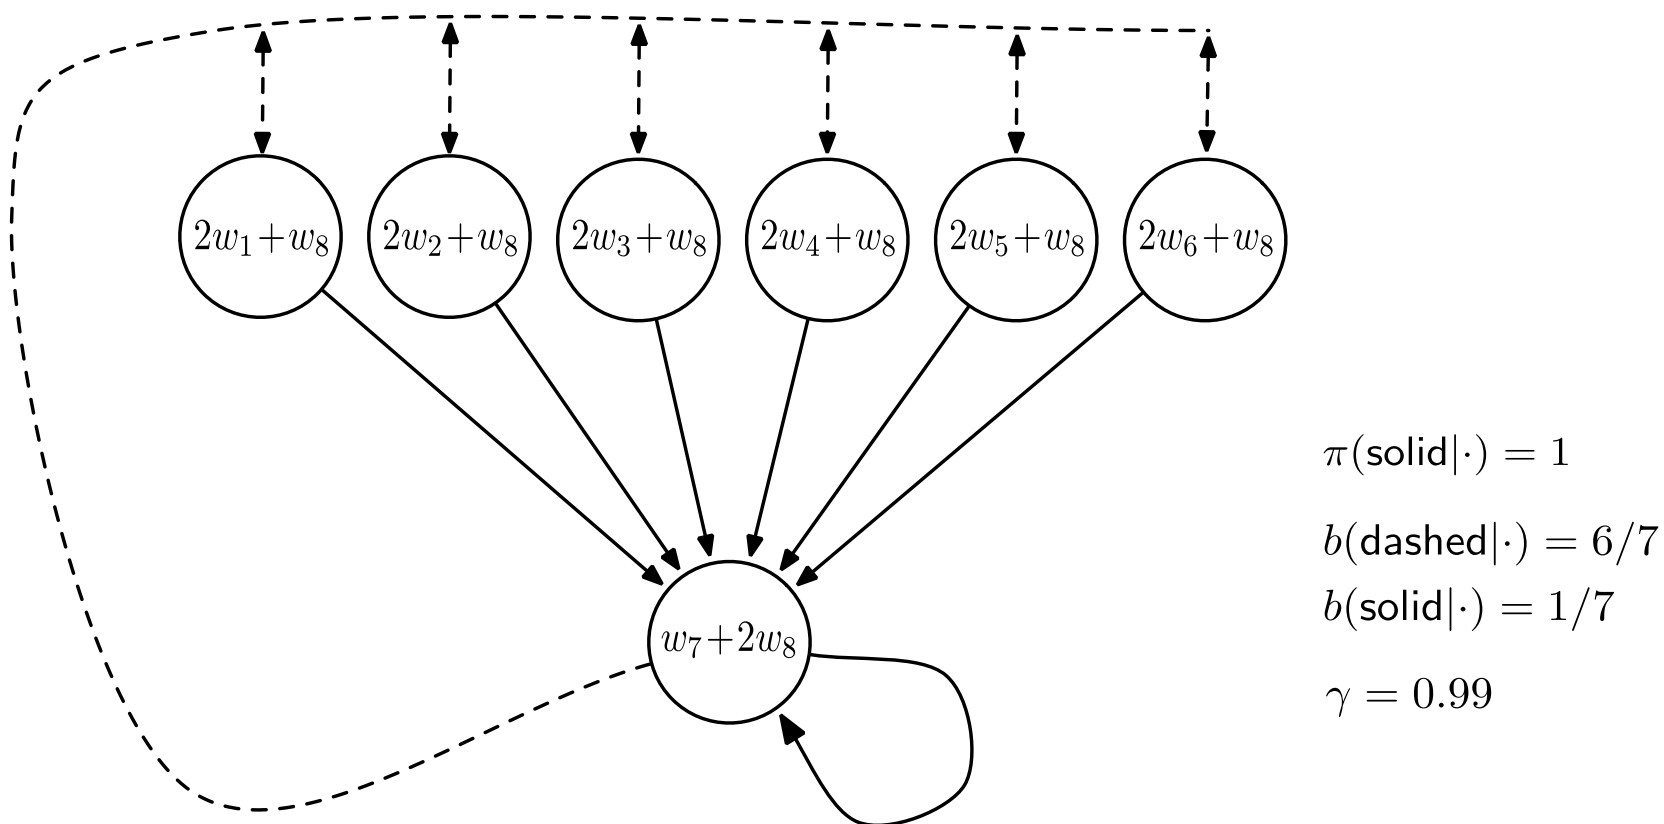 2w₁+w₈ 2w₂+w₈ 2w₃+w₈ 2w₄+w₈ 2w₅+w₈ 2w₆+w₈
π(solid|·) = 1
b(dashed|·) = 6/7
b(solid|·) = 1/7
w₇+2w₈
γ = 0.99